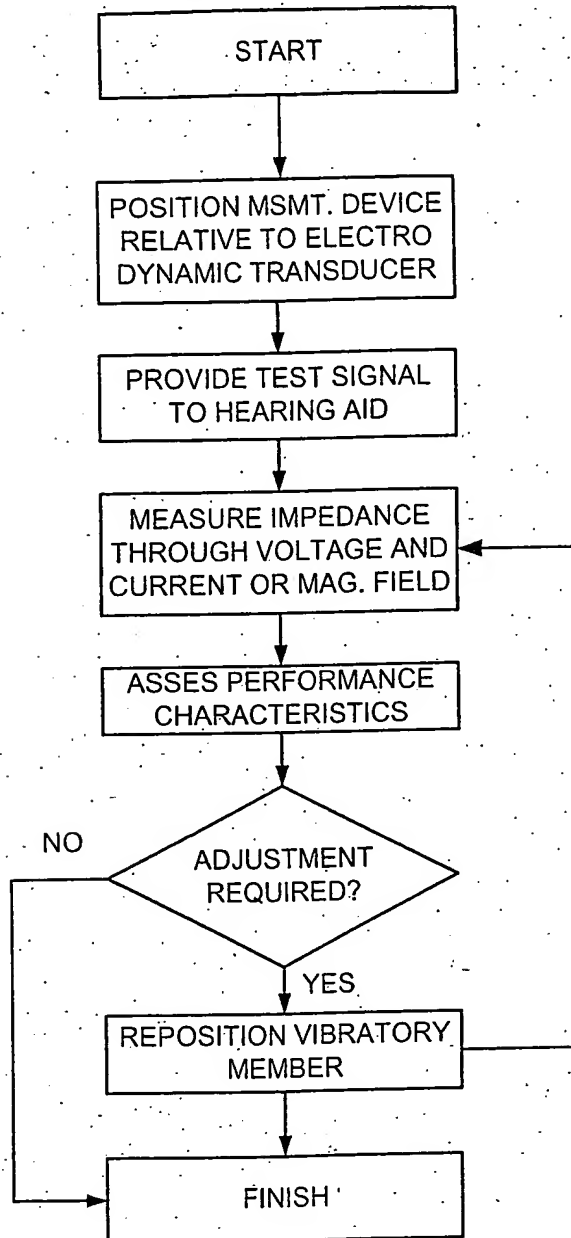 START
POSITION MSMT. DEVICE
RELATIVE TO ELECTRO
DYNAMIC TRANSDUCER
PROVIDE TEST SIGNAL
TO HEARING AID
MEASURE IMPEDANCE
THROUGH VOLTAGE AND
CURRENT OR MAG. FIELD
ASSES PERFORMANCE
CHARACTERISTICS
NO
ADJUSTMENT
REQUIRED?
YES
REPOSITION VIBRATORY
MEMBER
FINISH